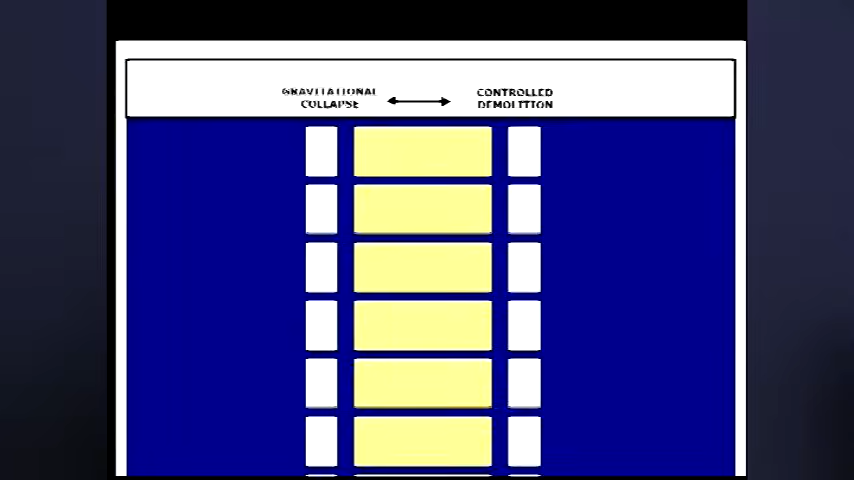 GRAVITATIONAL COLLAPSE
CONTROLLED DEMOLITION